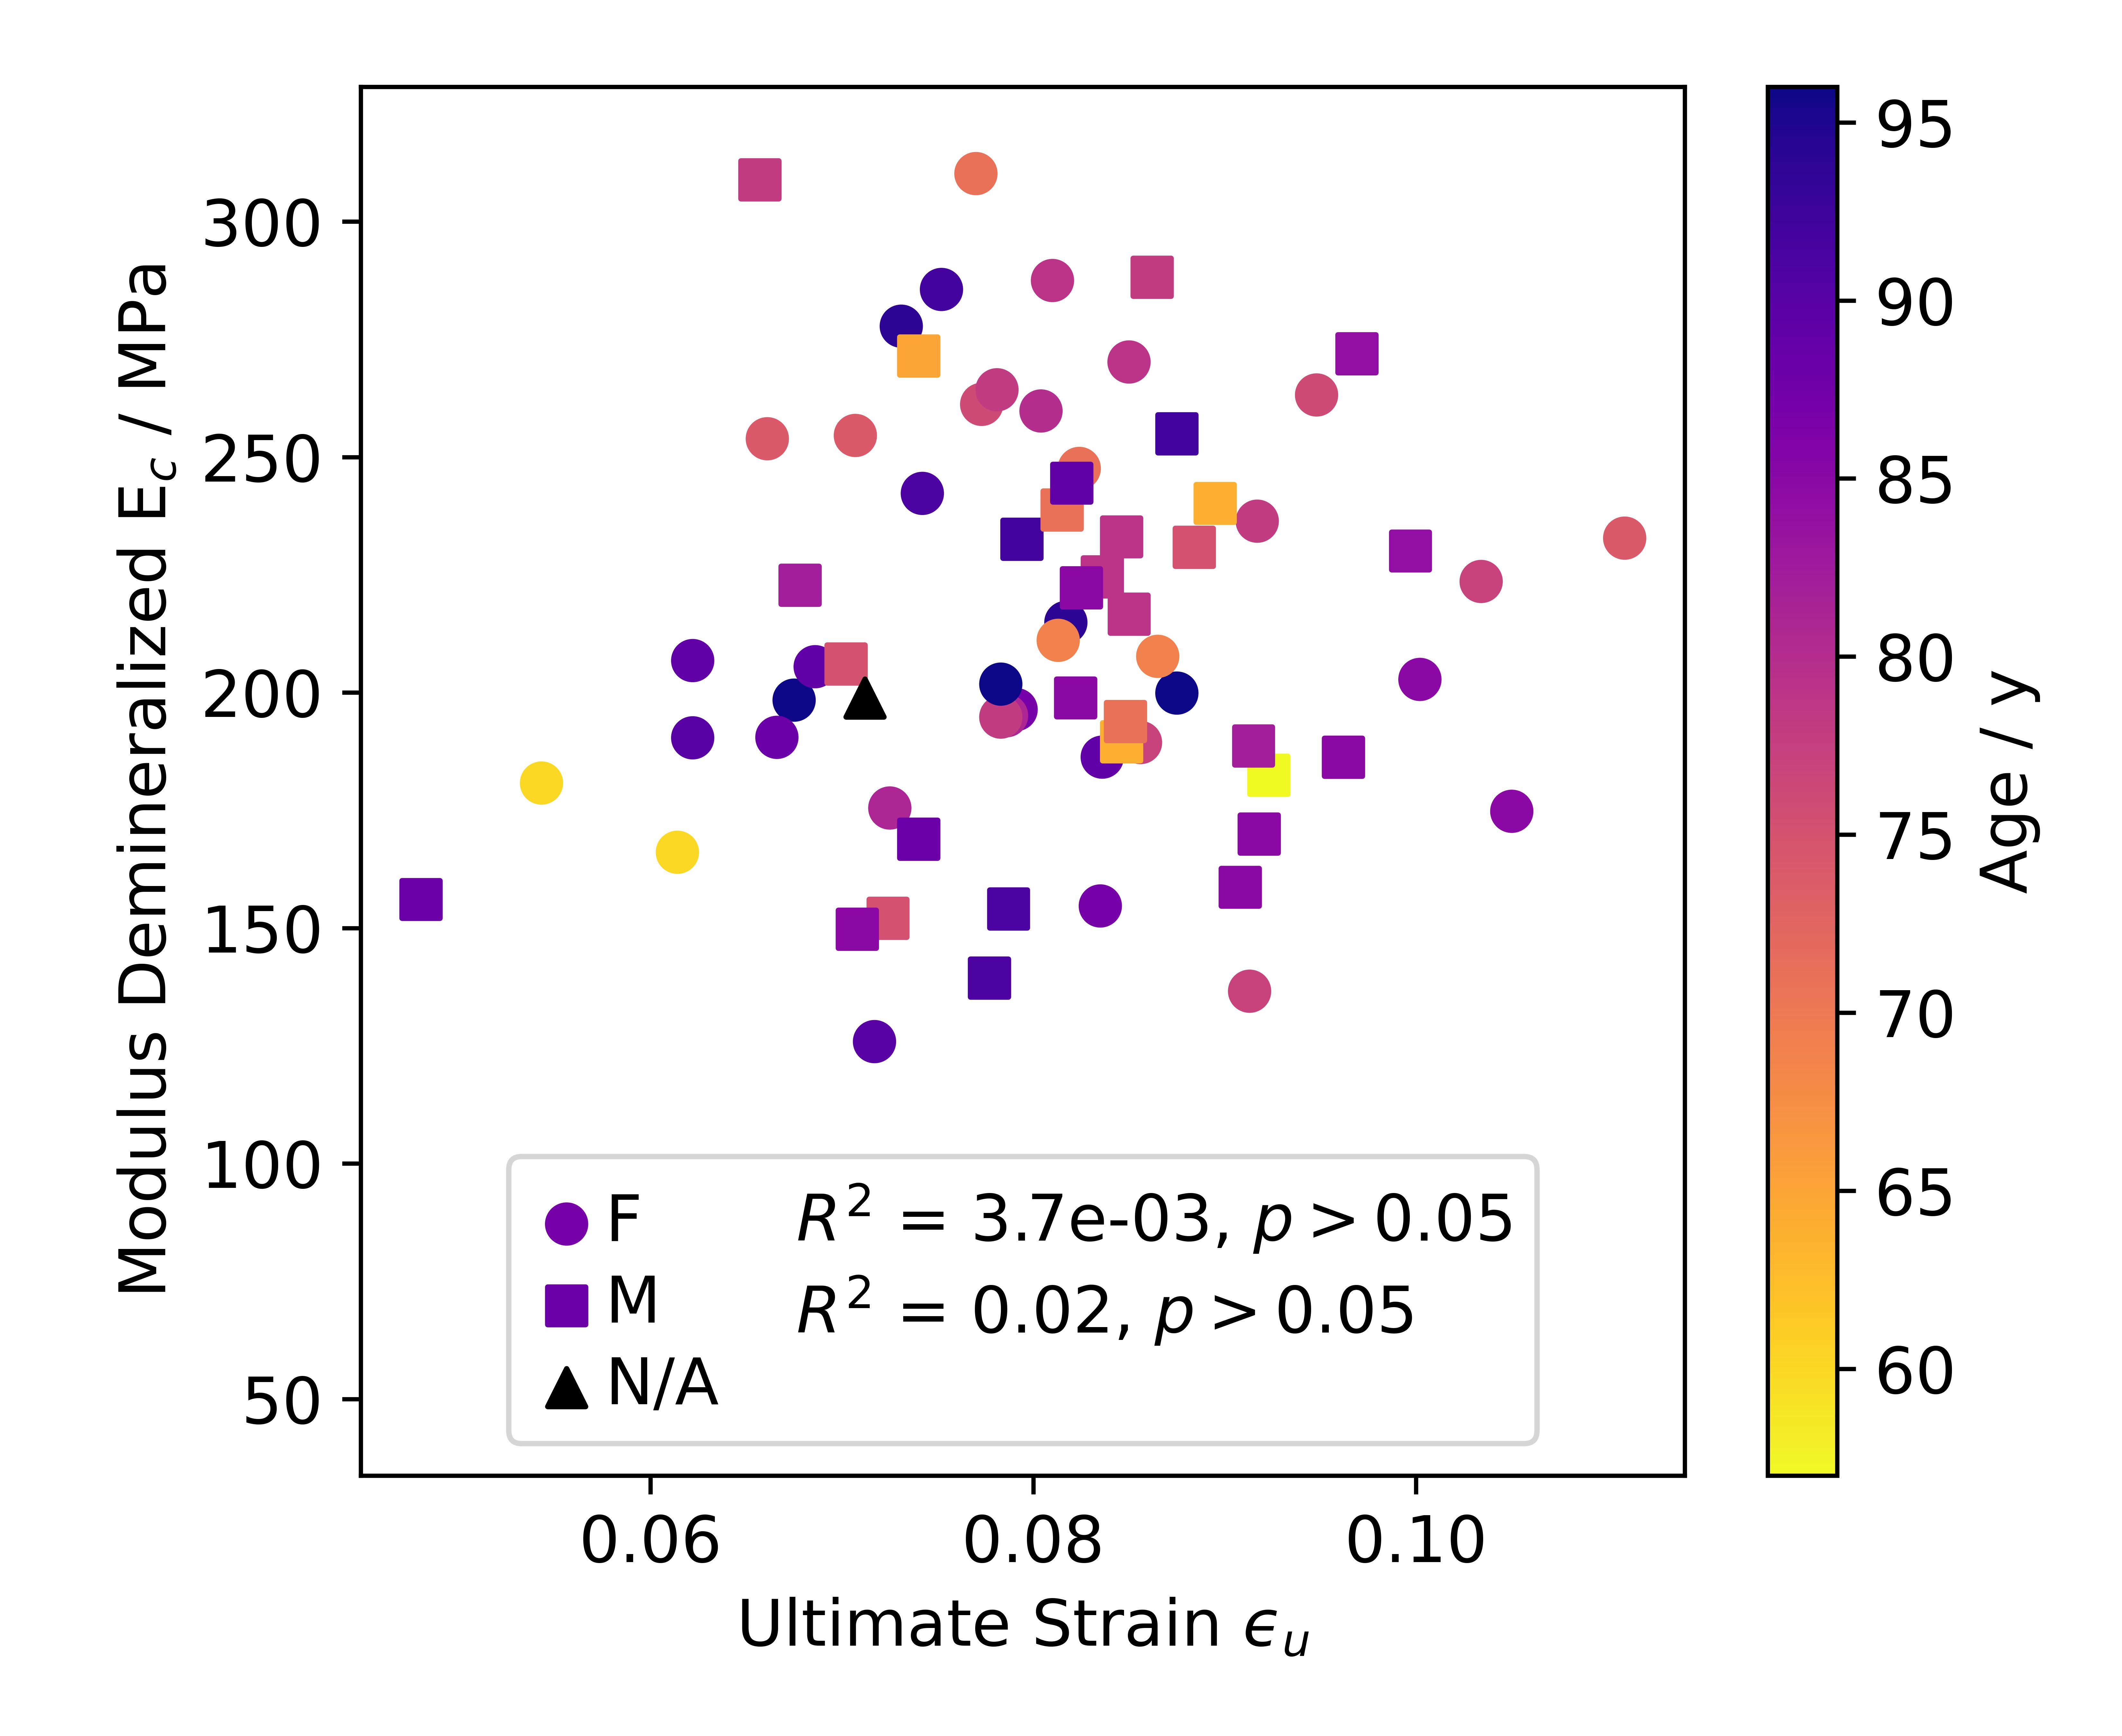 Modulus Demineralized E_c / MPa
300
250
200
150
100
50
F R² = 3.7e-03, p > 0.05
M R² = 0.02, p > 0.05
N/A
0.06 0.08 0.10
Ultimate Strain ϵ_u
95
90
85
80
75
70
65
60
Age / y